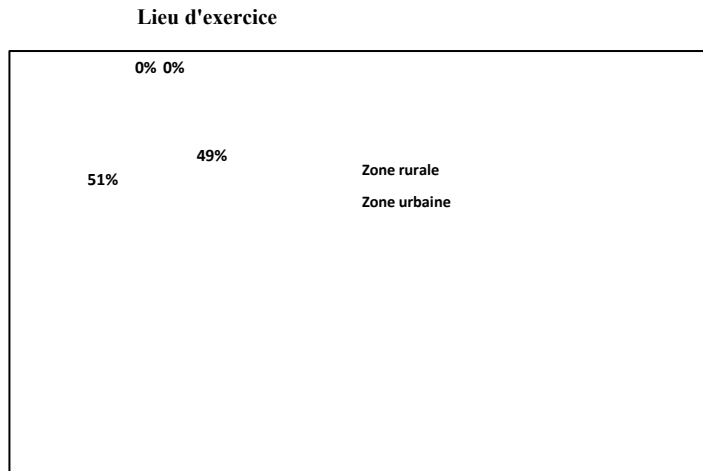 Lieu d'exercice
0% 0%
49%
51%
Zone rurale
Zone urbaine